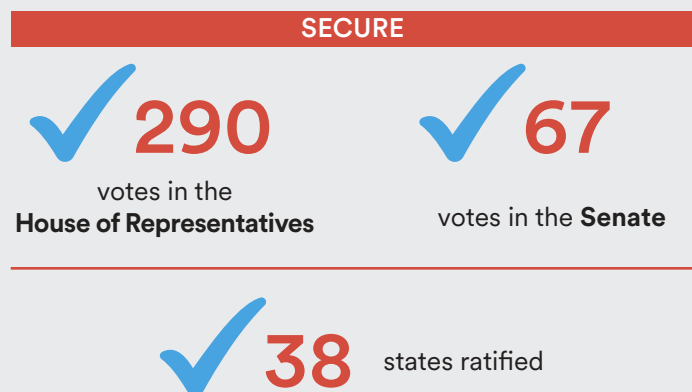 SECURE
290
votes in the
House of Representatives
67
votes in the Senate
38 states ratified